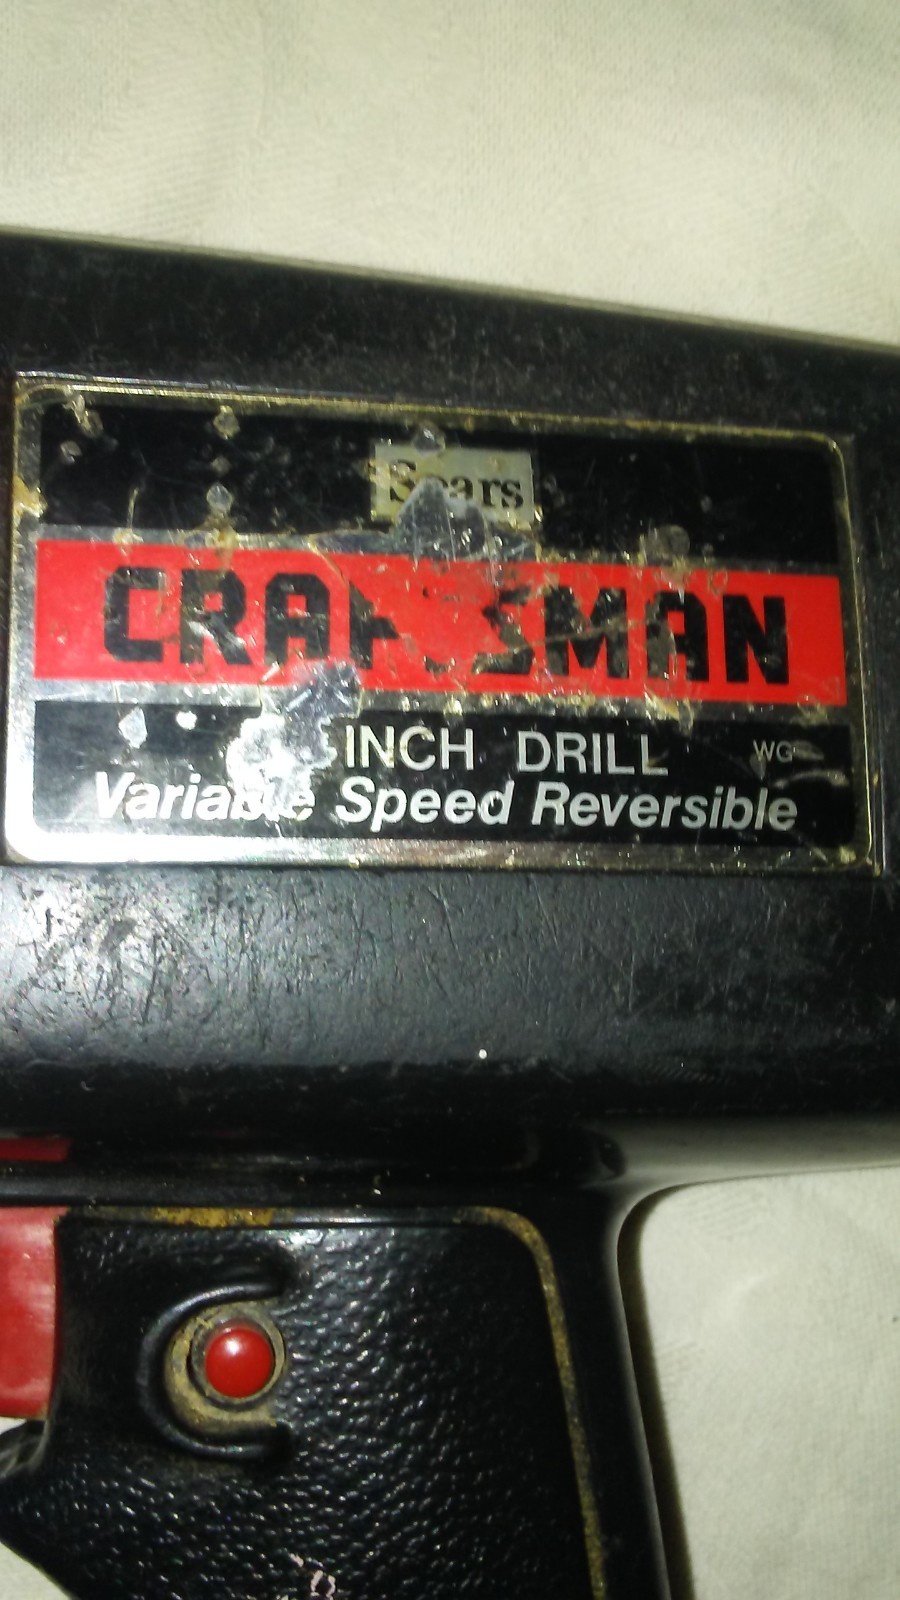 Sears
CRAFTSMAN
INCH DRILL WG
Variable Speed Reversible